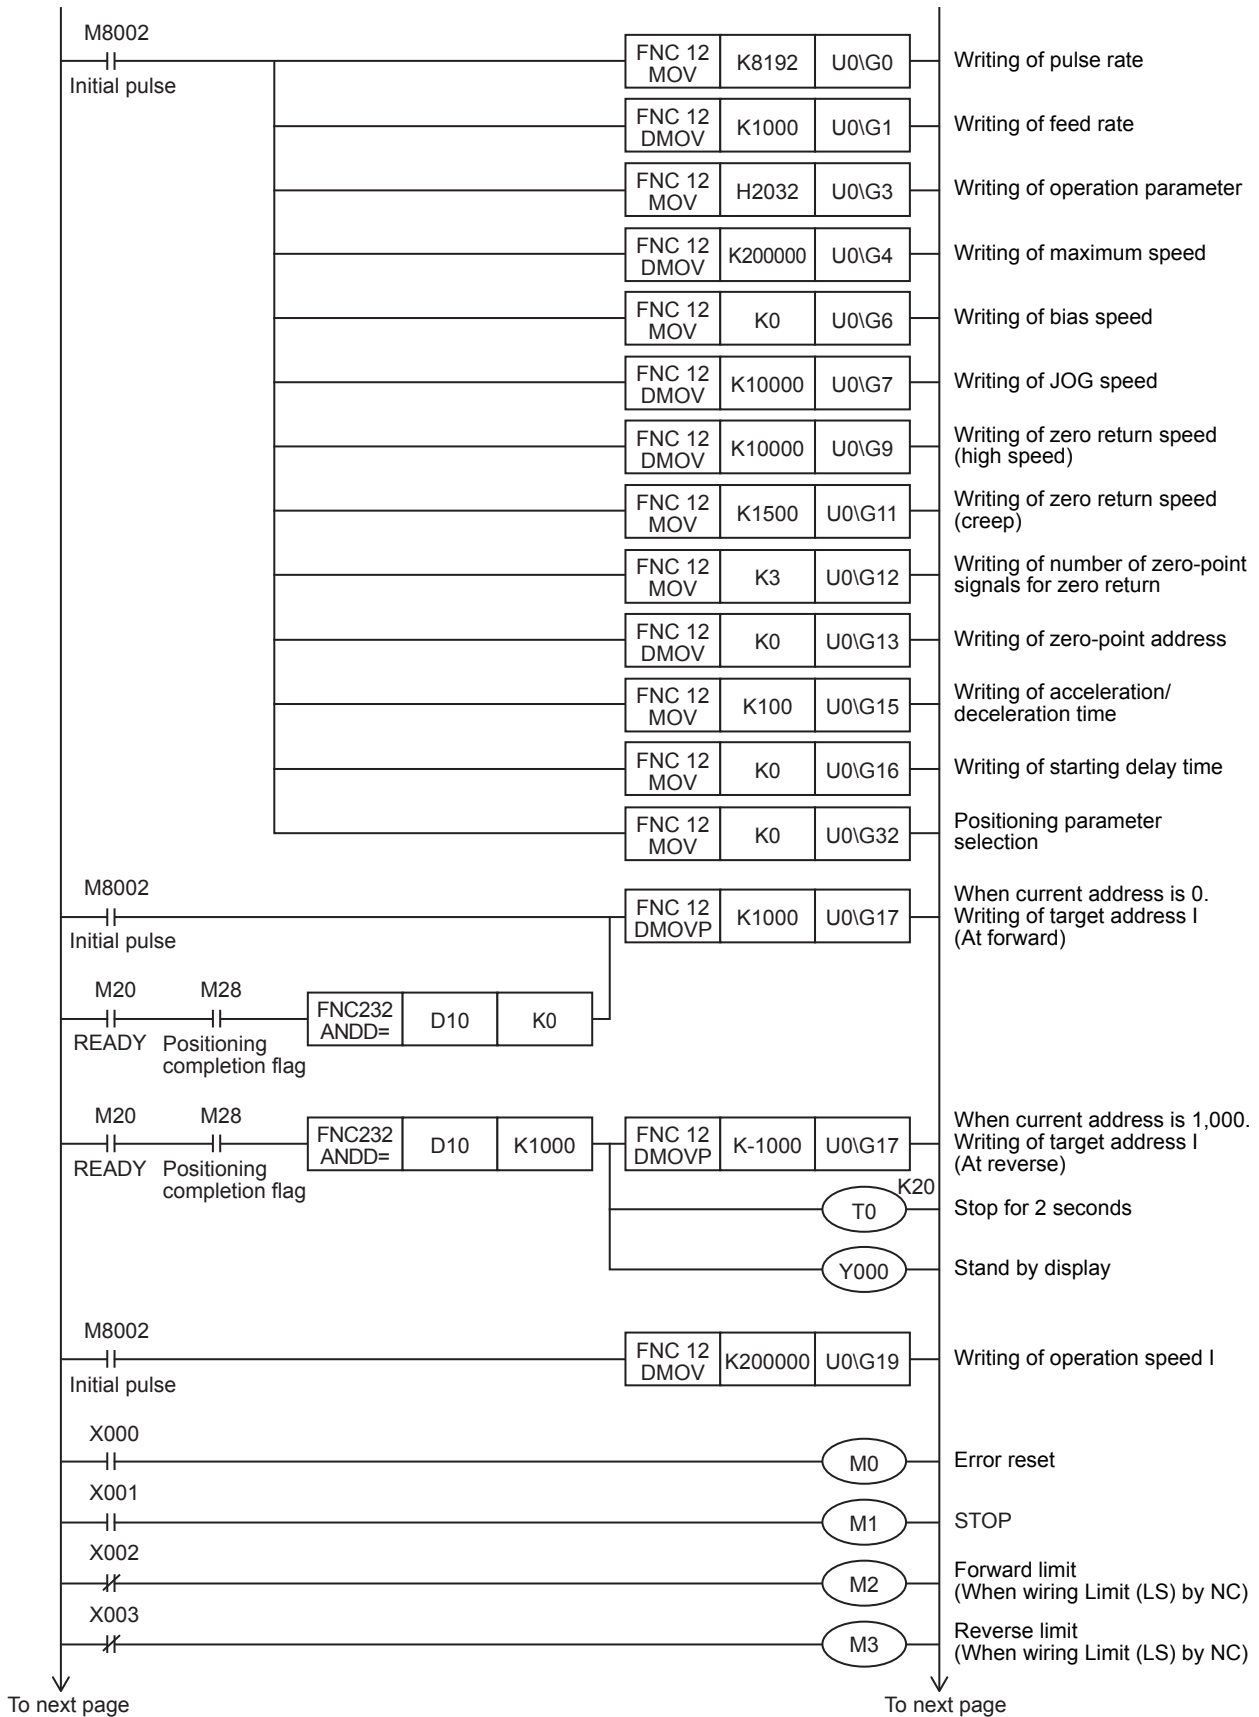 M8002
Initial pulse
FNC 12 MOV K8192 U0\G0 Writing of pulse rate
FNC 12 DMOV K1000 U0\G1 Writing of feed rate
FNC 12 MOV H2032 U0\G3 Writing of operation parameter
FNC 12 DMOV K200000 U0\G4 Writing of maximum speed
FNC 12 MOV K0 U0\G6 Writing of bias speed
FNC 12 DMOV K10000 U0\G7 Writing of JOG speed
FNC 12 DMOV K10000 U0\G9 Writing of zero return speed
(high speed)
FNC 12 MOV K1500 U0\G11 Writing of zero return speed
(creep)
FNC 12 MOV K3 U0\G12 Writing of number of zero-point
signals for zero return
FNC 12 DMOV K0 U0\G13 Writing of zero-point address
FNC 12 MOV K100 U0\G15 Writing of acceleration/
deceleration time
FNC 12 MOV K0 U0\G16 Writing of starting delay time
FNC 12 MOV K0 U0\G32 Positioning parameter
selection
M8002
Initial pulse
FNC 12 DMOVP K1000 U0\G17 When current address is 0.
Writing of target address I
(At forward)
M20 M28
READY Positioning
completion flag
FNC232 ANDD= D10 K0
M20 M28
READY Positioning
completion flag
FNC232 ANDD= D10 K1000
FNC 12 DMOVP K-1000 U0\G17 When current address is 1,000.
Writing of target address I
(At reverse)
K20
T0 Stop for 2 seconds
Y000 Stand by display
M8002
Initial pulse
FNC 12 DMOV K200000 U0\G19 Writing of operation speed I
X000
M0 Error reset
X001
M1 STOP
X002
M2 Forward limit
(When wiring Limit (LS) by NC)
X003
M3 Reverse limit
(When wiring Limit (LS) by NC)
To next page To next page